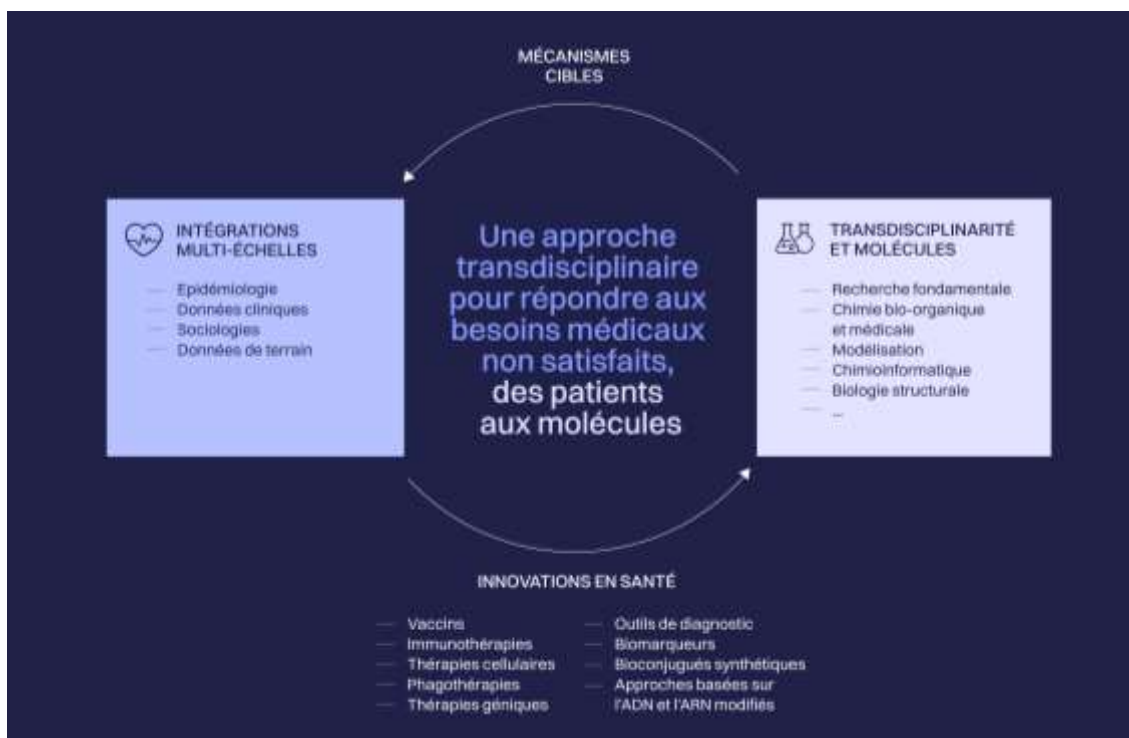 MÉCANISMES
CIBLES
INTÉGRATIONS
MULTI-ÉCHELLES
— Epidémiologie
— Données cliniques
— Sociologies
— Données de terrain
Une approche
transdisciplinaire
pour répondre aux
besoins médicaux
non satisfaits,
des patients
aux molécules
TRANSDISCIPLINARITÉ
ET MOLÉCULES
— Recherche fondamentale
— Chimie bio-organique
et médicale
— Modélisation
— Chimioinformatique
— Biologie structurale
— ...
INNOVATIONS EN SANTÉ
— Vaccins
— Immunothérapies
— Thérapies cellulaires
— Phagothérapies
— Thérapies géniques
— Outils de diagnostic
— Biomarqueurs
— Bioconjugués synthétiques
— Approches basées sur
l'ADN et l'ARN modifiés